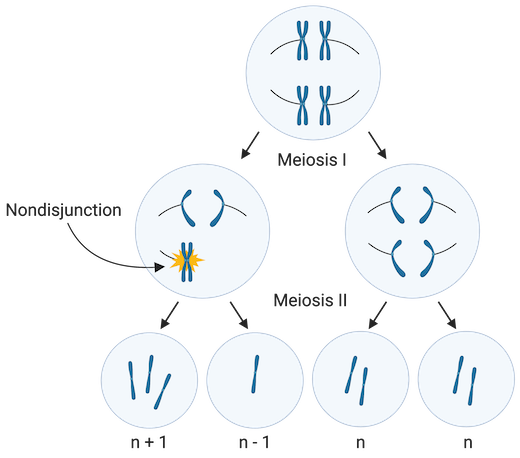 Meiosis I
Nondisjunction
Meiosis II
n + 1
n - 1
n
n